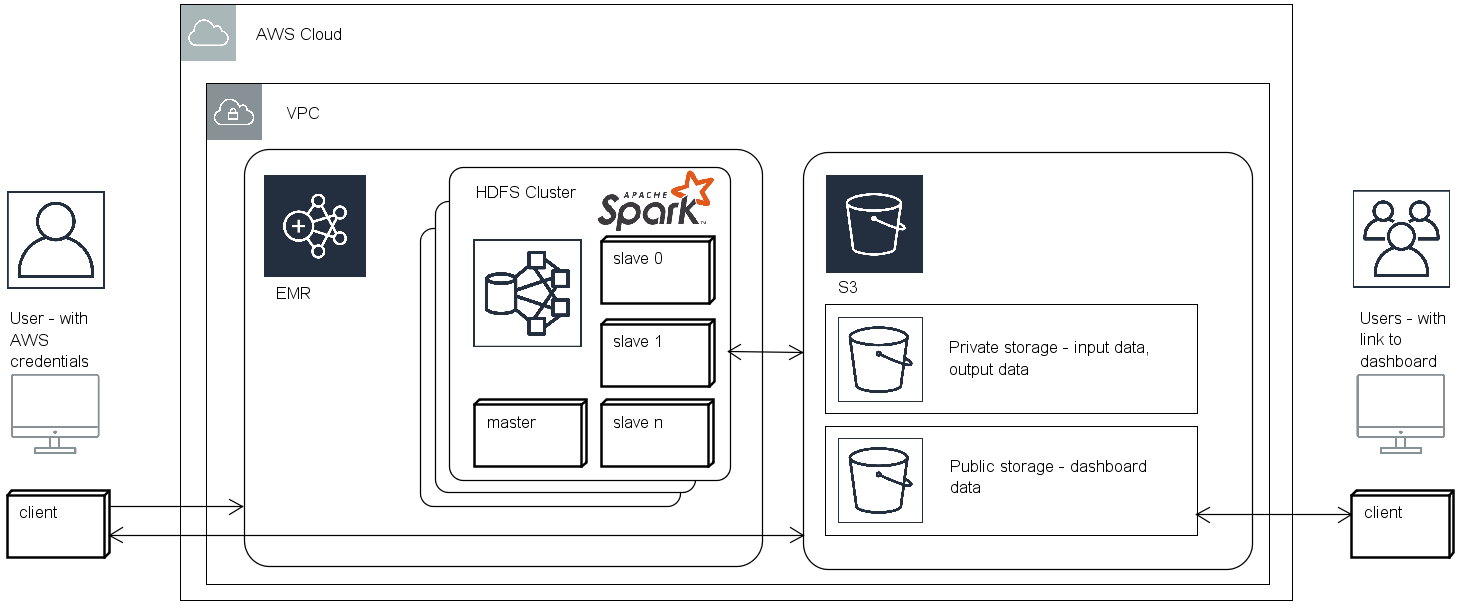 AWS Cloud
VPC
HDFS Cluster
APACHE
Spark™
slave 0
EMR
S3
User - with
AWS
credentials
slave 1
Private storage - input data,
output data
Users - with
link to
dashboard
master
slave n
Public storage - dashboard
data
client
client